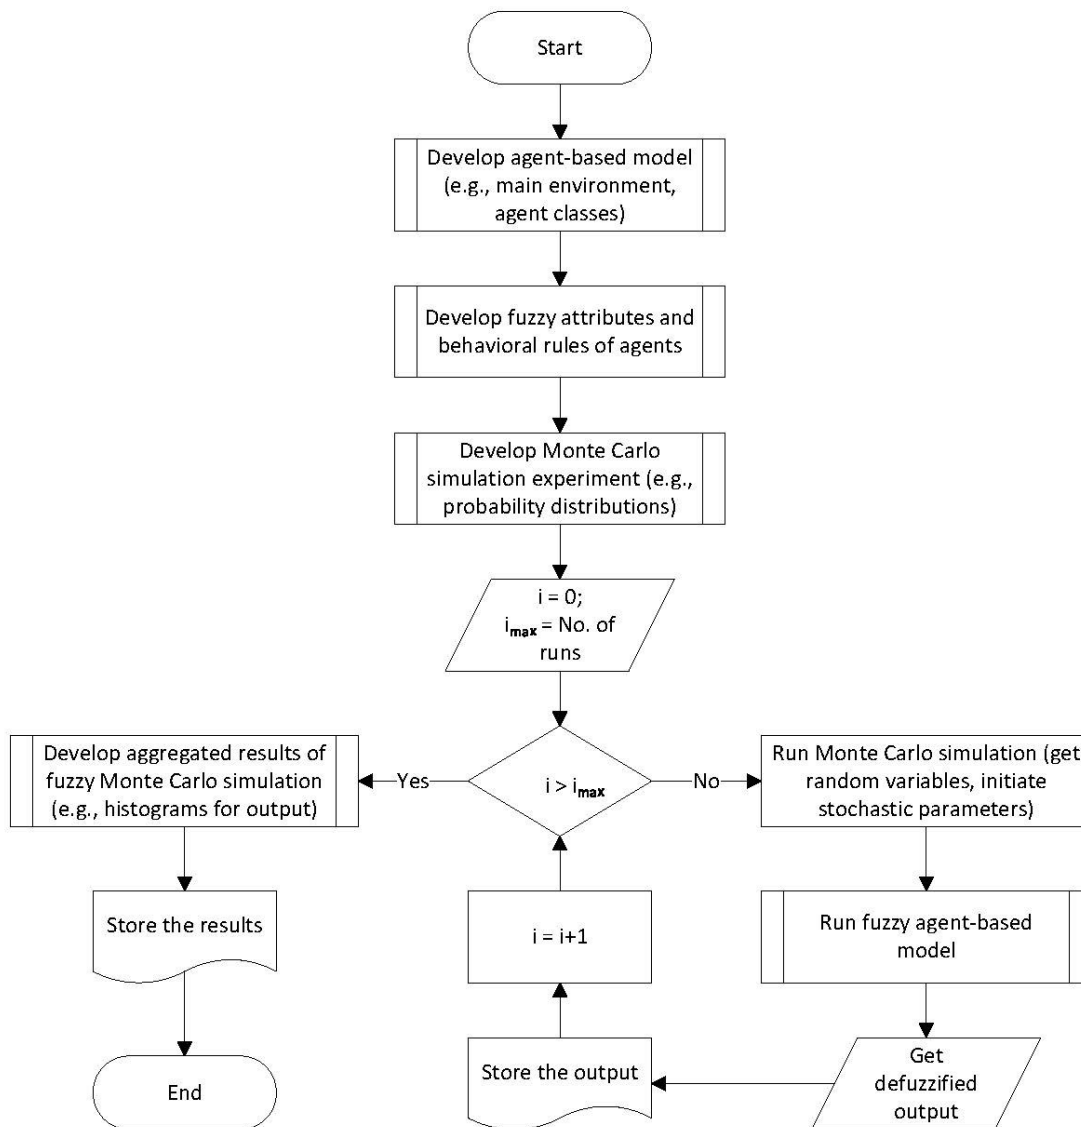 Start
Develop agent-based model
(e.g., main environment,
agent classes)
Develop fuzzy attributes and
behavioral rules of agents
Develop Monte Carlo
simulation experiment (e.g.,
probability distributions)
i = 0;
imax = No. of
runs
Develop aggregated results of
fuzzy Monte Carlo simulation
(e.g., histograms for output)
Yes
i > imax
No
Run Monte Carlo simulation (get
random variables, initiate
stochastic parameters)
Store the results
i = i+1
Run fuzzy agent-based
model
End
Store the output
Get
defuzzified
output